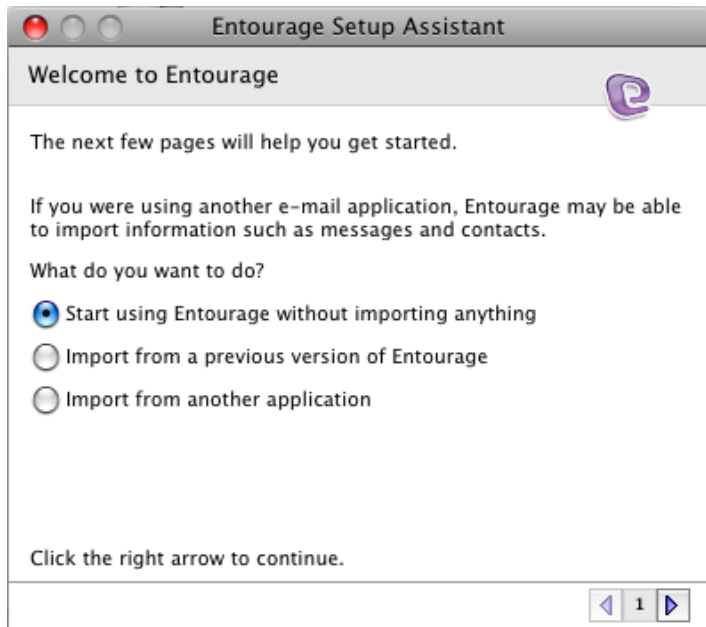 Entourage Setup Assistant
Welcome to Entourage
The next few pages will help you get started.
If you were using another e-mail application, Entourage may be able
to import information such as messages and contacts.
What do you want to do?
Start using Entourage without importing anything
Import from a previous version of Entourage
Import from another application
Click the right arrow to continue.
1